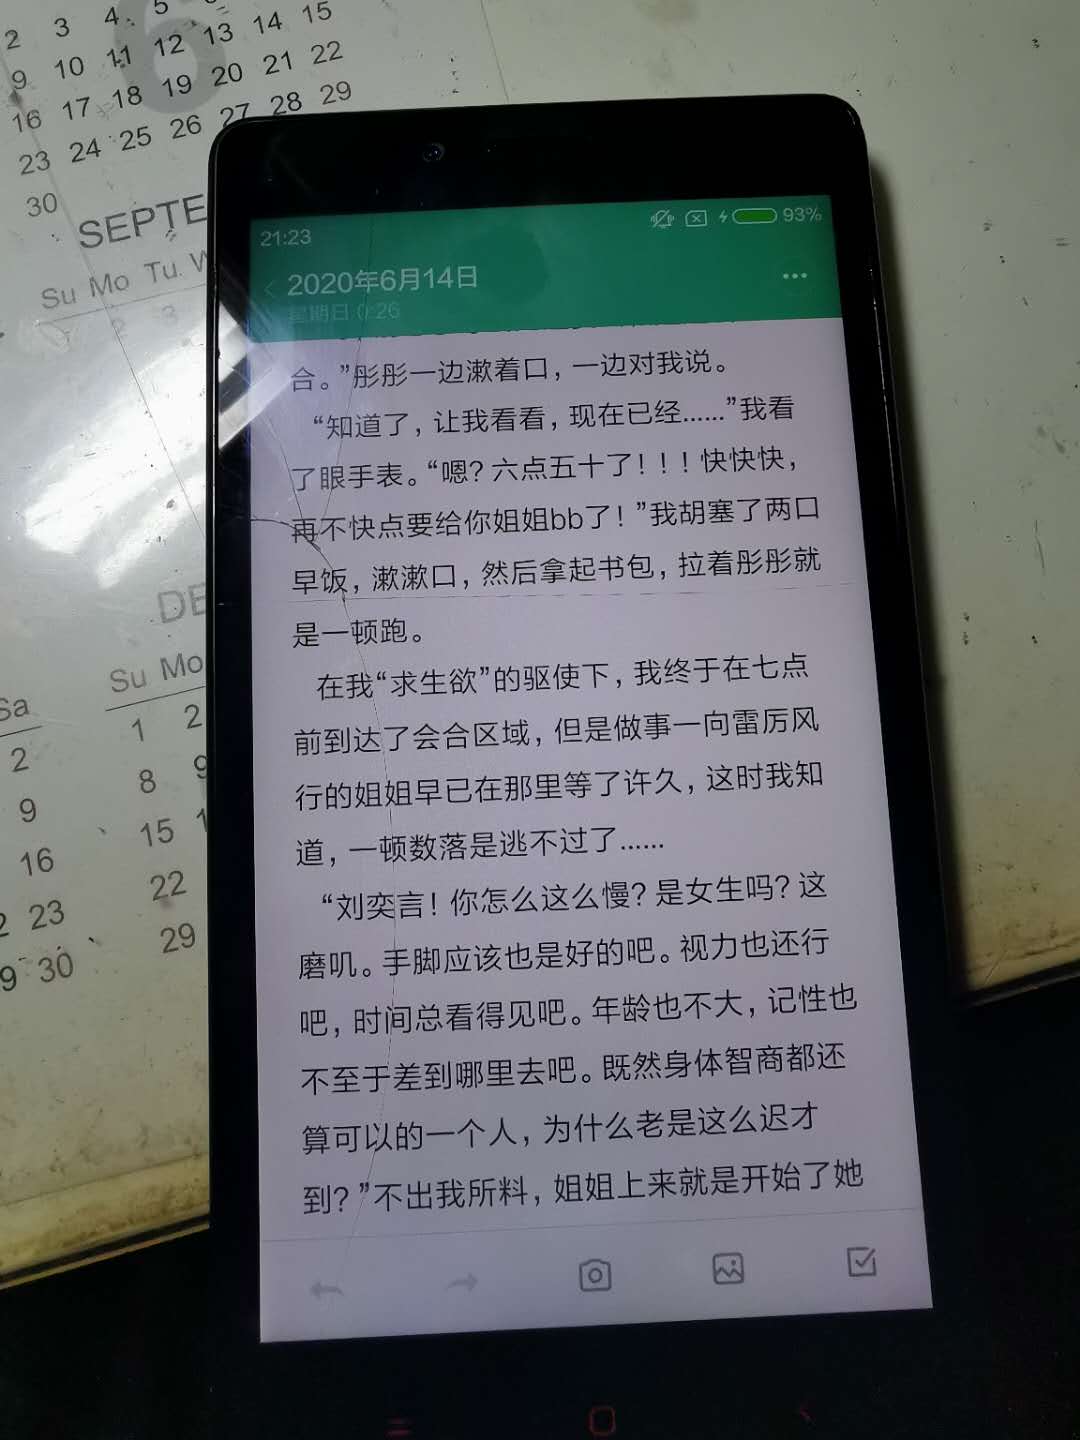 2 3 4 5
9 10 11 12 13 14 15
16 17 18 19 20 21 22
23 24 25 26 27 28 29
30
6
SEPTE
Su Mo Tu W
2 3
DE
Su Mo
1 2
8 9
15 1
22
29
Sa
2
9
16
2 23
9 30
21:23
93%
2020年6月14日
星期日 0:26
合。”彤彤一边漱着口，一边对我说。
“知道了，让我看看，现在已经……”我看
了眼手表。“嗯？六点五十了！！！快快快，
再不快点要给你姐姐bb了！”我胡塞了两口
早饭，漱漱口，然后拿起书包，拉着彤彤就
是一顿跑。
在我“求生欲”的驱使下，我终于在七点
前到达了会合区域，但是做事一向雷厉风
行的姐姐早已在那里等了许久，这时我知
道，一顿数落是逃不过了……
“刘奕言！你怎么这么慢？是女生吗？这
磨叽。手脚应该也是好的吧。视力也还行
吧，时间总看得见吧。年龄也不大，记性也
不至于差到哪里去吧。既然身体智商都还
算可以的一个人，为什么老是这么迟才
到？”不出我所料，姐姐上来就是开始了她